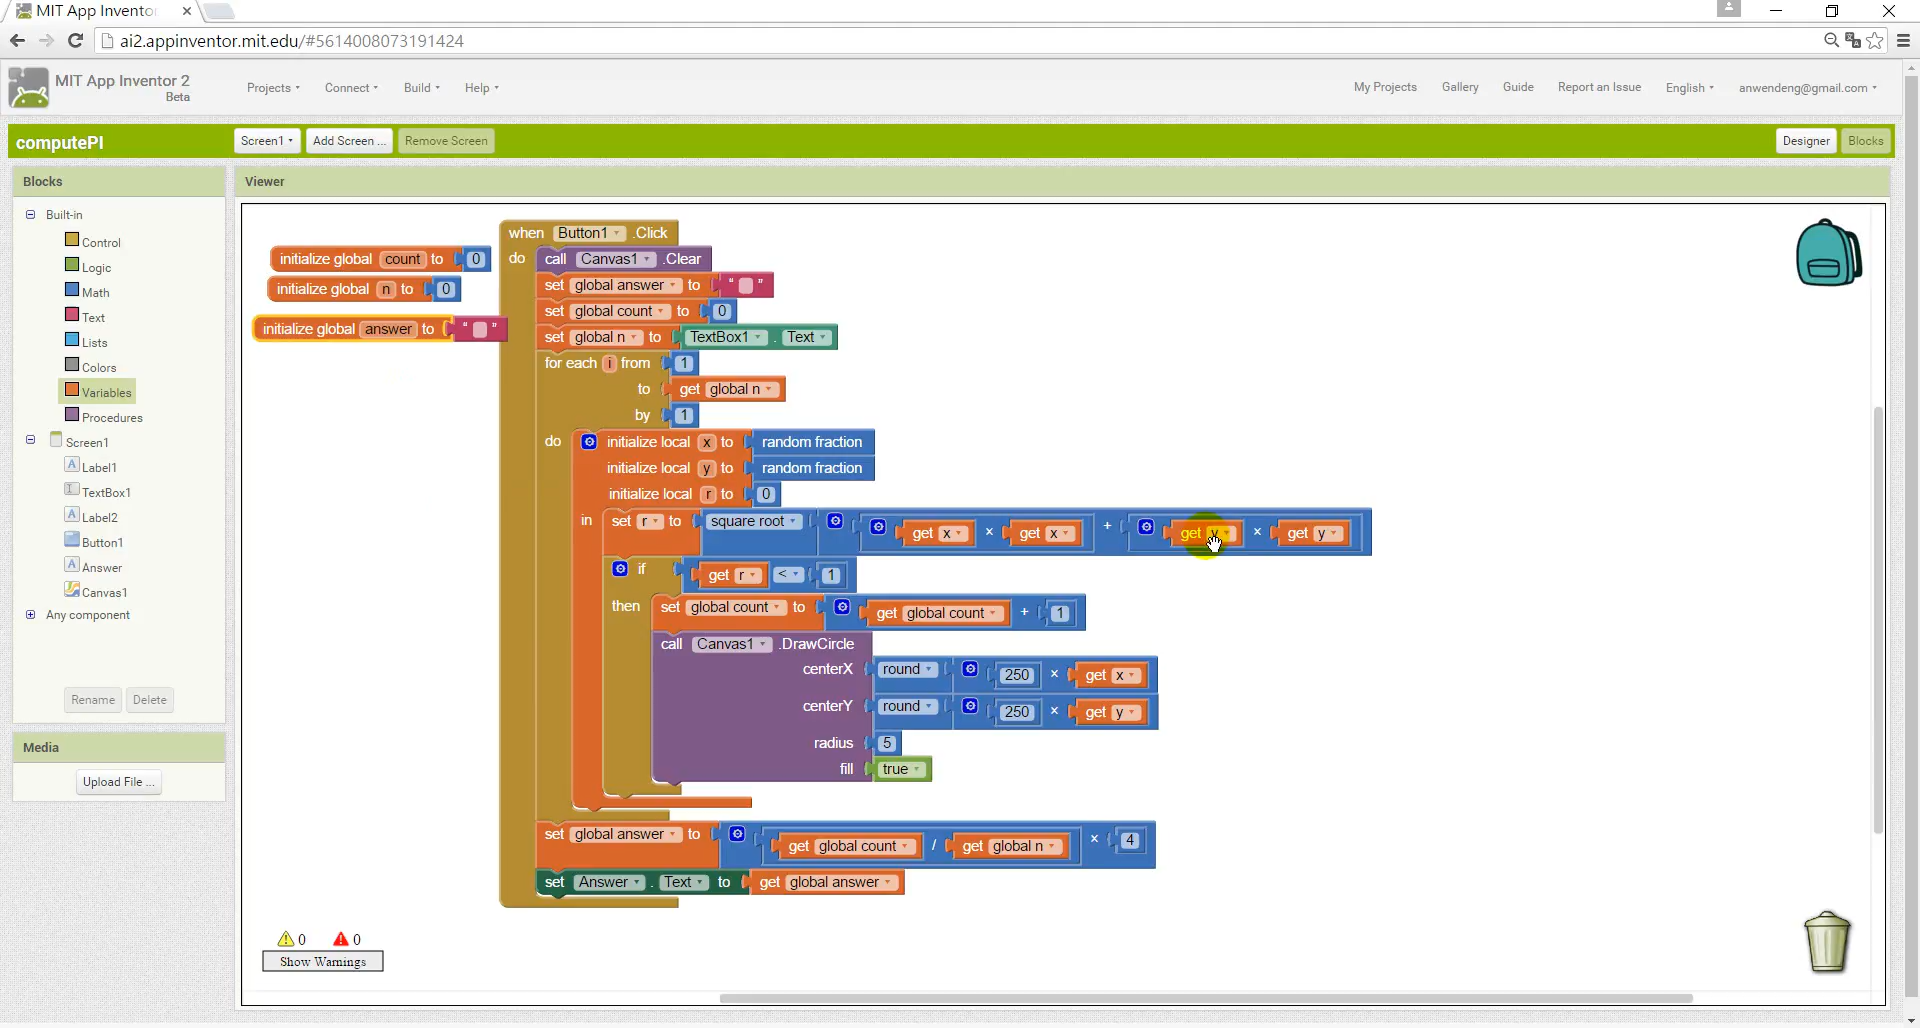 MIT App Inventor
ai2.appinventor.mit.edu/#5614008073191424
MIT App Inventor 2
Beta
Projects
Connect
Build
Help
My Projects
Gallery
Guide
Report an Issue
English
anwendeng@gmail.com
computePI
Screen1
Add Screen ...
Remove Screen
Designer
Blocks
Blocks
Built-in
Control
Logic
Math
Text
Lists
Colors
Variables
Procedures
Screen1
Label1
TextBox1
Label2
Button1
Answer
Canvas1
Any component
Rename
Delete
Media
Upload File ...
Viewer
initialize global count to 0
initialize global n to 0
initialize global answer to " "
when Button1 .Click
do call Canvas1 .Clear
set global answer to " "
set global count to 0
set global n to TextBox1 . Text
for each i from 1
to get global n
by 1
do initialize local x to random fraction
initialize local y to random fraction
initialize local r to 0
in set r to square root get x × get x + get y × get y
if get r < 1
then set global count to get global count + 1
call Canvas1 .DrawCircle
centerX round 250 × get x
centerY round 250 × get y
radius 5
fill true
set global answer to get global count / get global n × 4
set Answer . Text to get global answer
0 0
Show Warnings